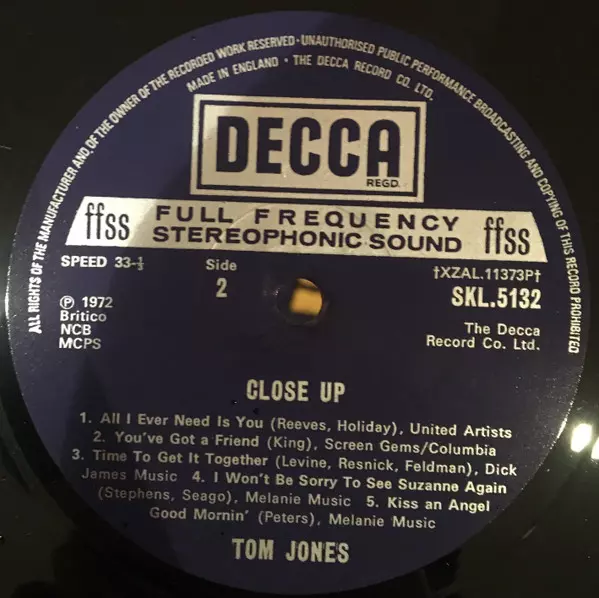 ALL RIGHTS OF THE MANUFACTURER AND OF THE OWNER OF THE RECORDED WORK RESERVED · UNAUTHORISED PUBLIC PERFORMANCE BROADCASTING AND COPYING OF THIS RECORD PROHIBITED
MADE IN ENGLAND · THE DECCA RECORD CO. LTD.
DECCA
REGD.
ffss FULL FREQUENCY STEREOPHONIC SOUND ffss
SPEED 33-⅓
Side
2
†XZAL.11373P†
SKL.5132
℗ 1972
Britico
NCB
MCPS
The Decca
Record Co. Ltd.
CLOSE UP
1. All I Ever Need Is You (Reeves, Holiday), United Artists
2. You've Got a Friend (King), Screen Gems/Columbia
3. Time To Get It Together (Levine, Resnick, Feldman), Dick
James Music 4. I Won't Be Sorry To See Suzanne Again
(Stephens, Seago), Melanie Music 5. Kiss an Angel
Good Mornin' (Peters), Melanie Music
TOM JONES